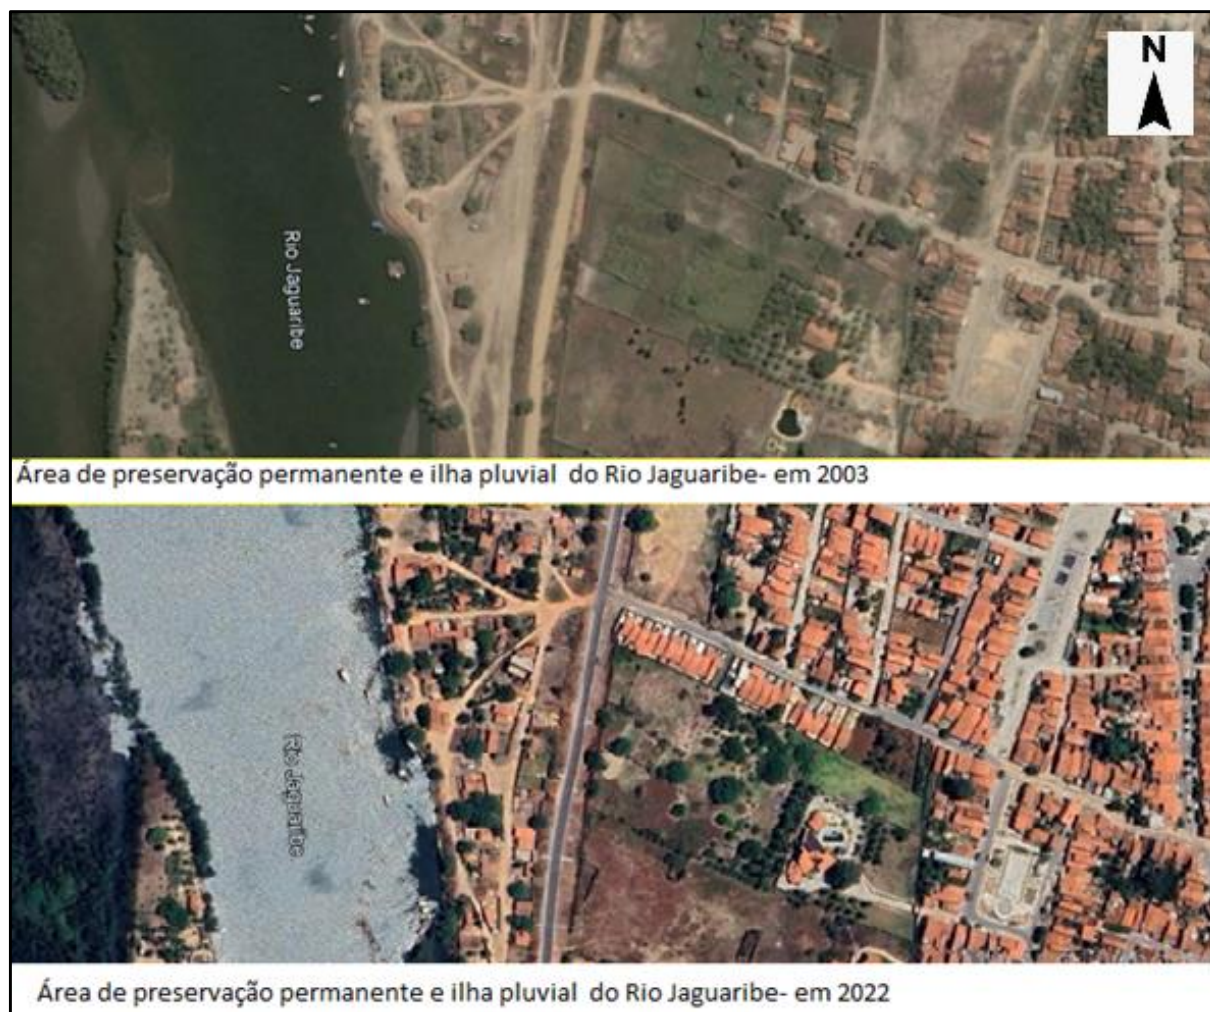 N
Rio Jaguaribe
Área de preservação permanente e ilha pluvial do Rio Jaguaribe- em 2003
Rio Jaguaribe
Área de preservação permanente e ilha pluvial do Rio Jaguaribe- em 2022